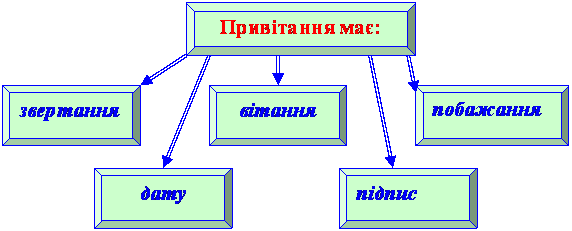 Привітання має:
звертання
вітання
побажання
дату
підпис